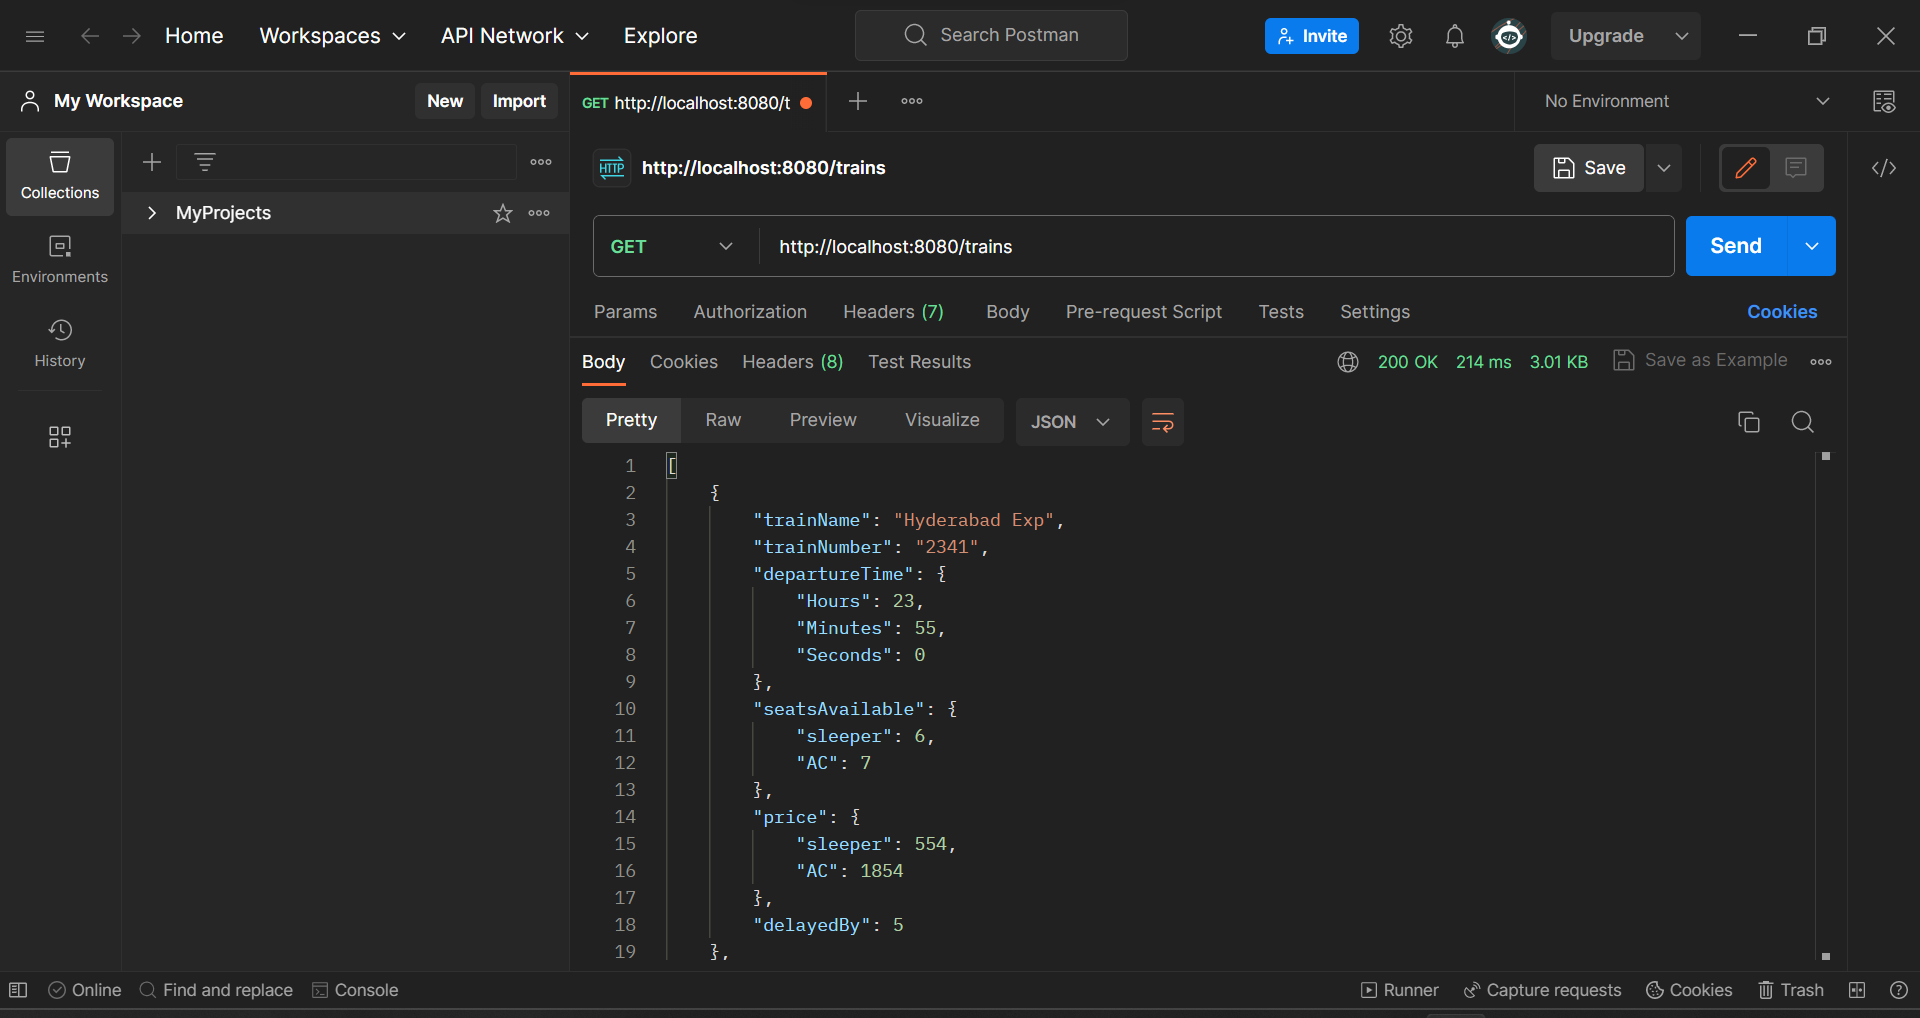 Home Workspaces API Network Explore Search Postman Invite Upgrade
My Workspace New Import GET http://localhost:8080/t No Environment
Collections
Environments
History
MyProjects
HTTP http://localhost:8080/trains Save
GET http://localhost:8080/trains Send
Params Authorization Headers (7) Body Pre-request Script Tests Settings Cookies
Body Cookies Headers (8) Test Results 200 OK 214 ms 3.01 KB Save as Example
Pretty Raw Preview Visualize JSON
1 [
2 {
3 "trainName": "Hyderabad Exp",
4 "trainNumber": "2341",
5 "departureTime": {
6 "Hours": 23,
7 "Minutes": 55,
8 "Seconds": 0
9 },
10 "seatsAvailable": {
11 "sleeper": 6,
12 "AC": 7
13 },
14 "price": {
15 "sleeper": 554,
16 "AC": 1854
17 },
18 "delayedBy": 5
19 },
Online Find and replace Console Runner Capture requests Cookies Trash